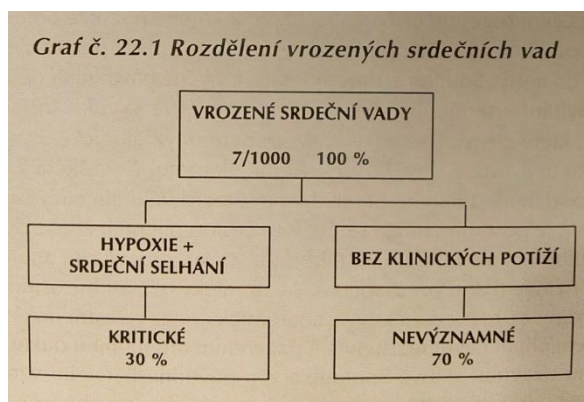 Graf č. 22.1 Rozdělení vrozených srdečních vad
VROZENÉ SRDEČNÍ VADY
7/1000 100 %
HYPOXIE +
SRDEČNÍ SELHÁNÍ
BEZ KLINICKÝCH POTÍŽÍ
KRITICKÉ
30 %
NEVÝZNAMNÉ
70 %